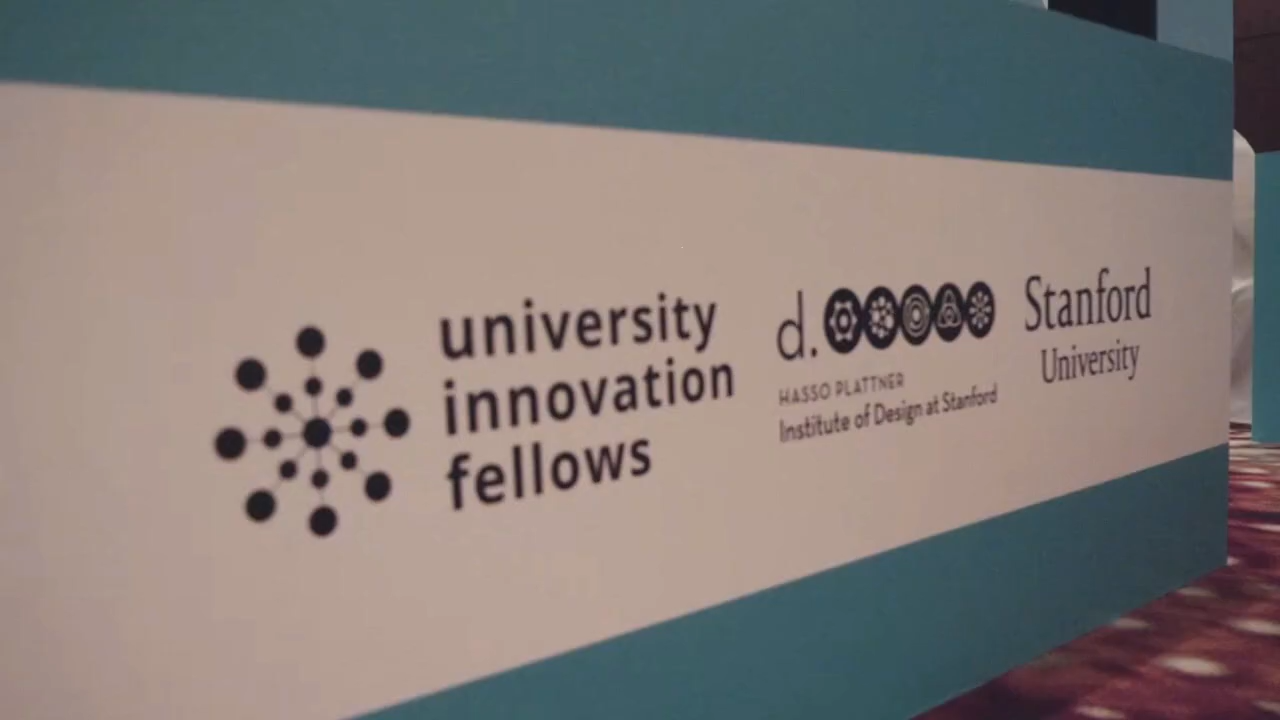 university
innovation
fellows
d.
HASSO PLATTNER
Institute of Design at Stanford
Stanford
University